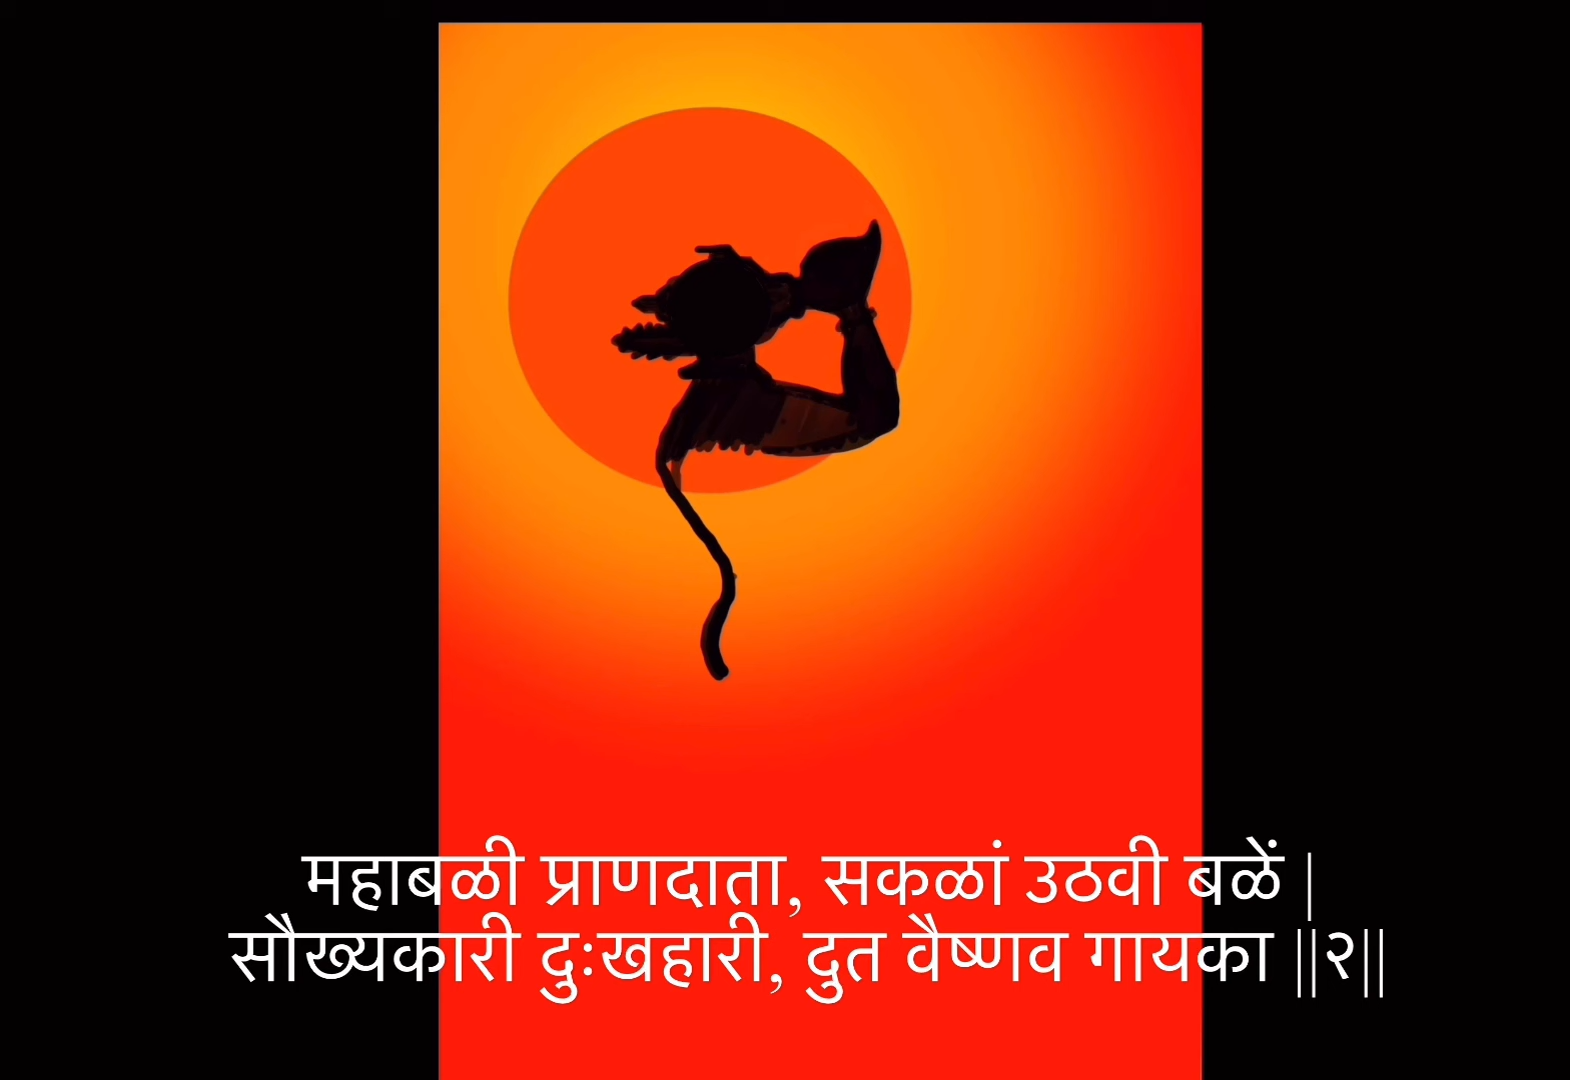 महाबळी प्राणदाता, सकळां उठवी बळें |
सौख्यकारी दुःखहारी, दुत वैष्णव गायका ||२||